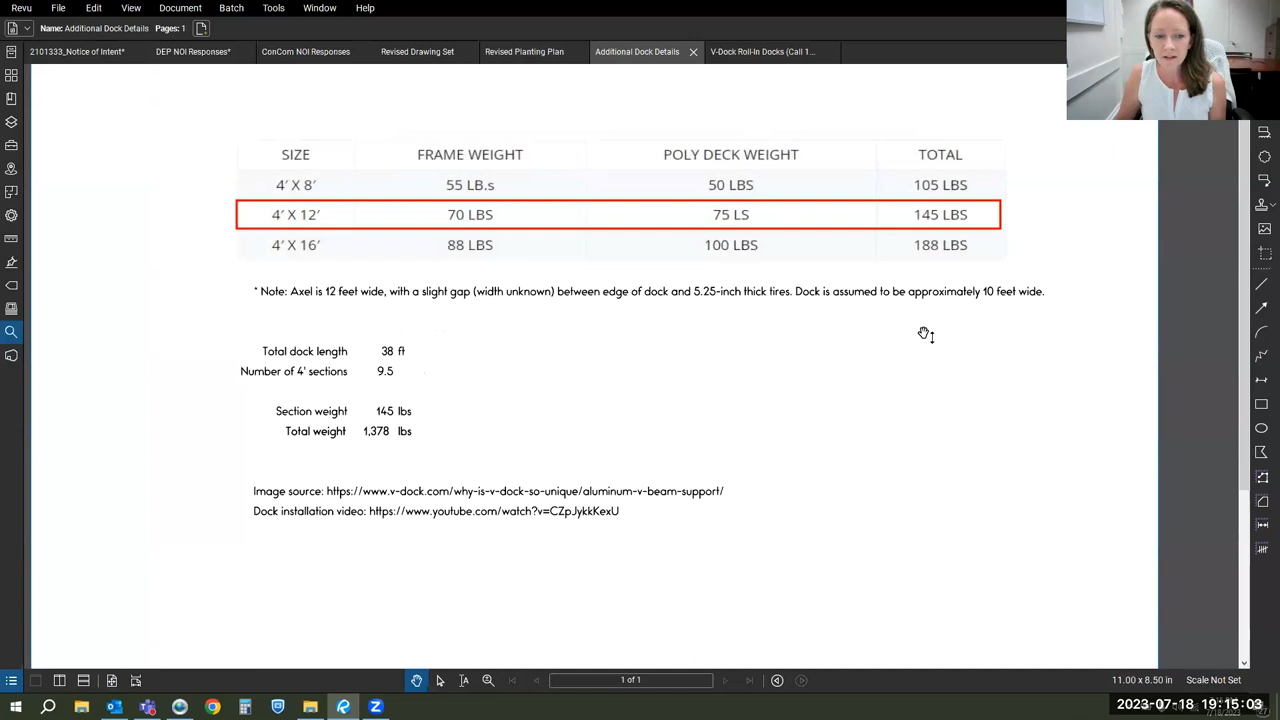 Revu File Edit View Document Batch Tools Window Help
Name: Additional Dock Details Pages: 1
2101333_Notice of Intent* DEP NOI Responses* ConCom NOI Responses Revised Drawing Set Revised Planting Plan Additional Dock Details V-Dock Roll-In Docks (Call 1...
SIZE FRAME WEIGHT POLY DECK WEIGHT TOTAL
4′ X 8′ 55 LB.s 50 LBS 105 LBS
4′ X 12′ 70 LBS 75 LS 145 LBS
4′ X 16′ 88 LBS 100 LBS 188 LBS
* Note: Axel is 12 feet wide, with a slight gap (width unknown) between edge of dock and 5.25-inch thick tires. Dock is assumed to be approximately 10 feet wide.
Total dock length 38 ft
Number of 4' sections 9.5
Section weight 145 lbs
Total weight 1,378 lbs
Image source: https://www.v-dock.com/why-is-v-dock-so-unique/aluminum-v-beam-support/
Dock installation video: https://www.youtube.com/watch?v=CZpJykkKexU
1 of 1 11.00 x 8.50 in Scale Not Set
2023-07-18 19:15:03